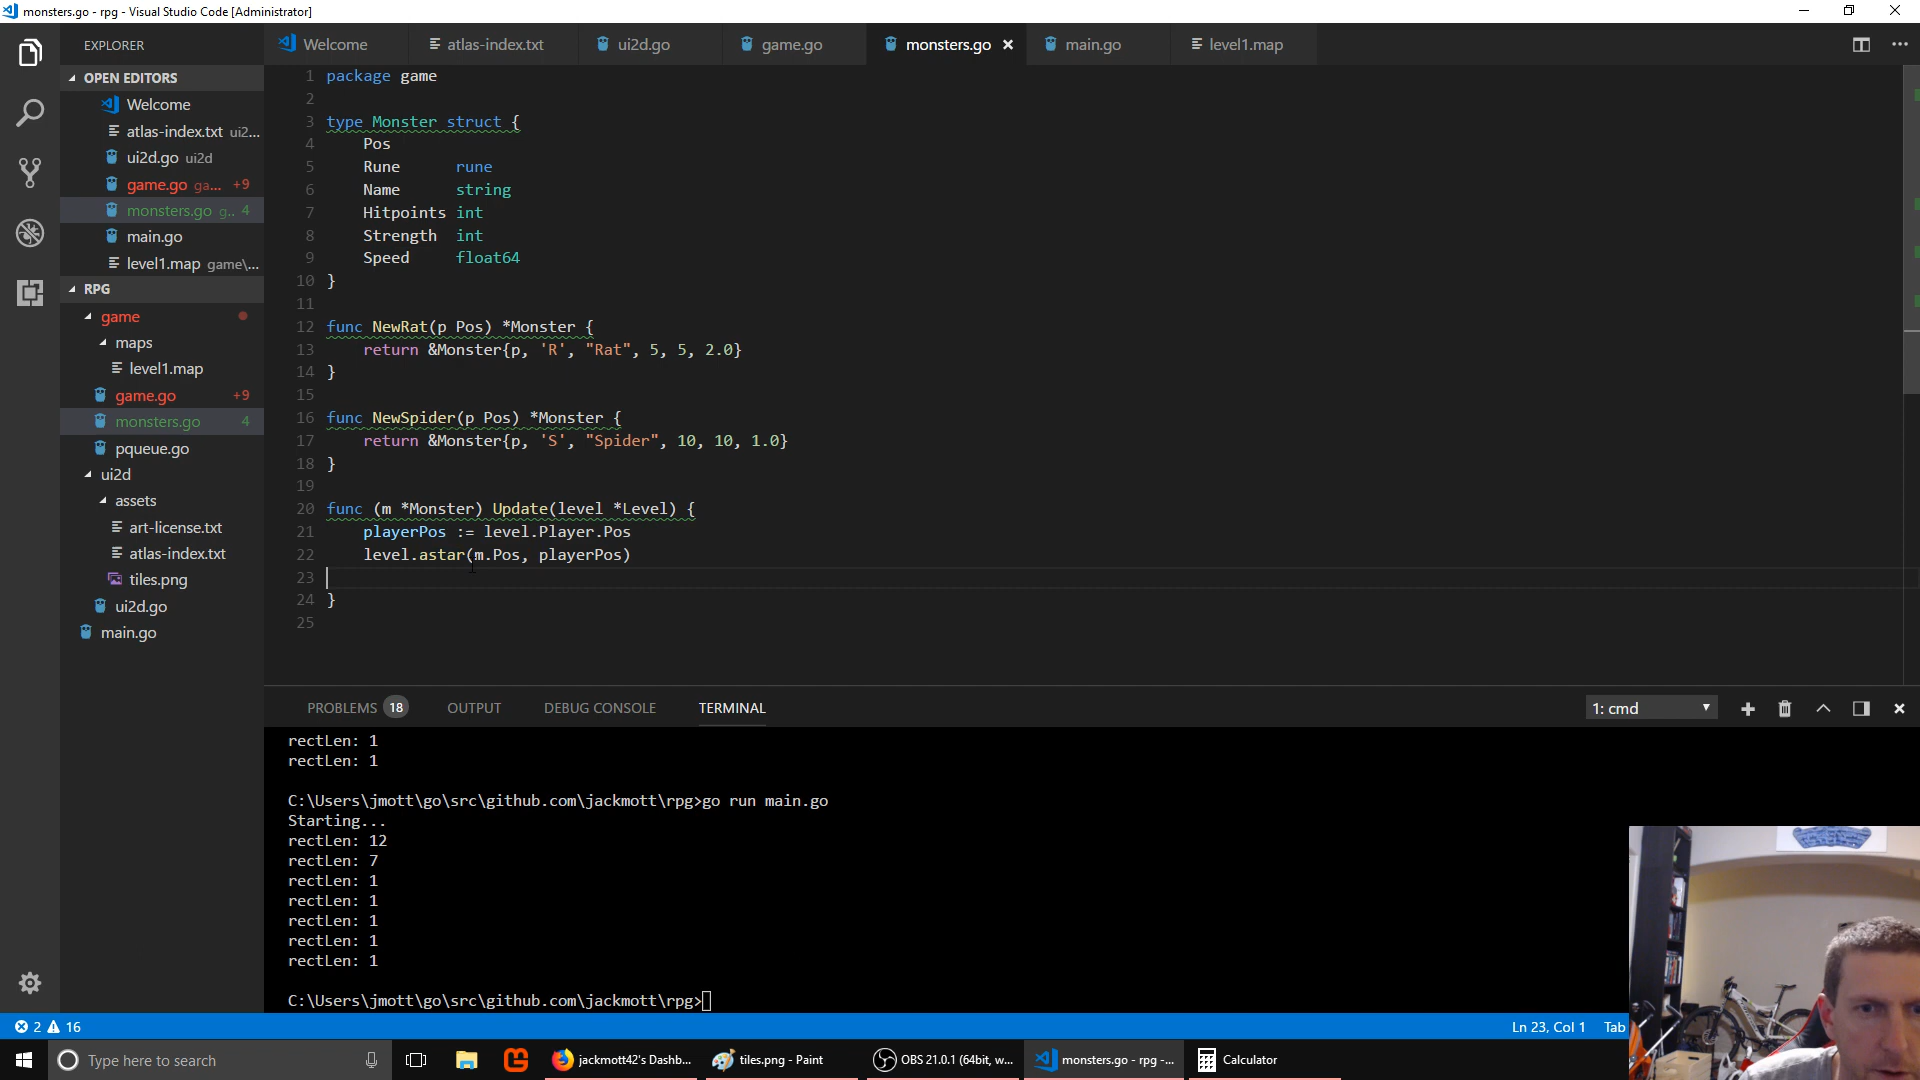 monsters.go - rpg - Visual Studio Code [Administrator]
EXPLORER
Welcome
atlas-index.txt
ui2d.go
game.go
monsters.go
main.go
level1.map
OPEN EDITORS
Welcome
atlas-index.txt ui2...
ui2d.go ui2d
game.go ga... +9
monsters.go g.. 4
main.go
level1.map game\...
RPG
game
maps
level1.map
game.go +9
monsters.go 4
pqueue.go
ui2d
assets
art-license.txt
atlas-index.txt
tiles.png
ui2d.go
main.go
1 package game
2
3 type Monster struct {
4 Pos
5 Rune rune
6 Name string
7 Hitpoints int
8 Strength int
9 Speed float64
10 }
11
12 func NewRat(p Pos) *Monster {
13 return &Monster{p, 'R', "Rat", 5, 5, 2.0}
14 }
15
16 func NewSpider(p Pos) *Monster {
17 return &Monster{p, 'S', "Spider", 10, 10, 1.0}
18 }
19
20 func (m *Monster) Update(level *Level) {
21 playerPos := level.Player.Pos
22 level.astar(m.Pos, playerPos)
23
24 }
25
PROBLEMS 18 OUTPUT DEBUG CONSOLE TERMINAL
1: cmd
rectLen: 1
rectLen: 1
C:\Users\jmott\go\src\github.com\jackmott\rpg>go run main.go
Starting...
rectLen: 12
rectLen: 7
rectLen: 1
rectLen: 1
rectLen: 1
rectLen: 1
rectLen: 1
C:\Users\jmott\go\src\github.com\jackmott\rpg>
2 16
Ln 23, Col 1 Tab
Type here to search
jackmott42's Dashb...
tiles.png - Paint
OBS 21.0.1 (64bit, w...
monsters.go - rpg -...
Calculator